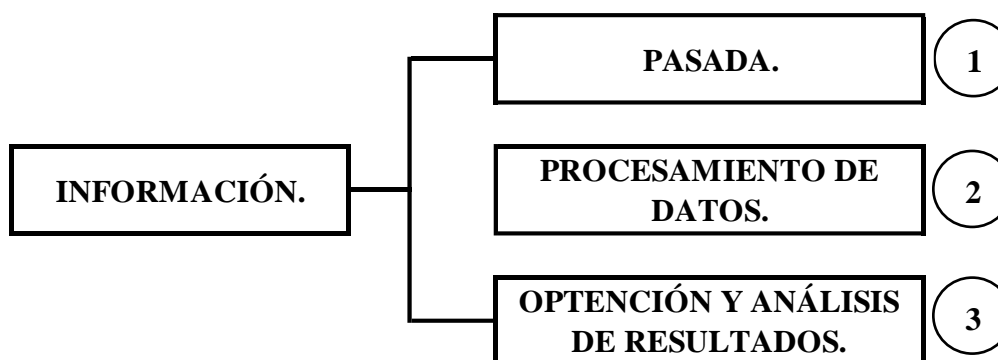 PASADA.
1
INFORMACIÓN.
PROCESAMIENTO DE
DATOS.
2
OPTENCIÓN Y ANÁLISIS
DE RESULTADOS.
3